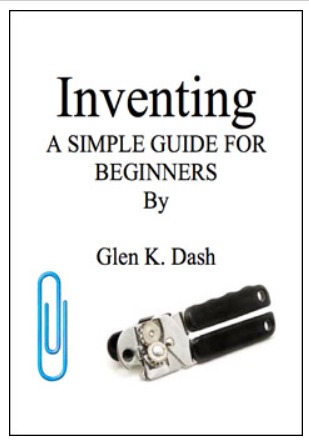 Inventing
A SIMPLE GUIDE FOR
BEGINNERS
By
Glen K. Dash